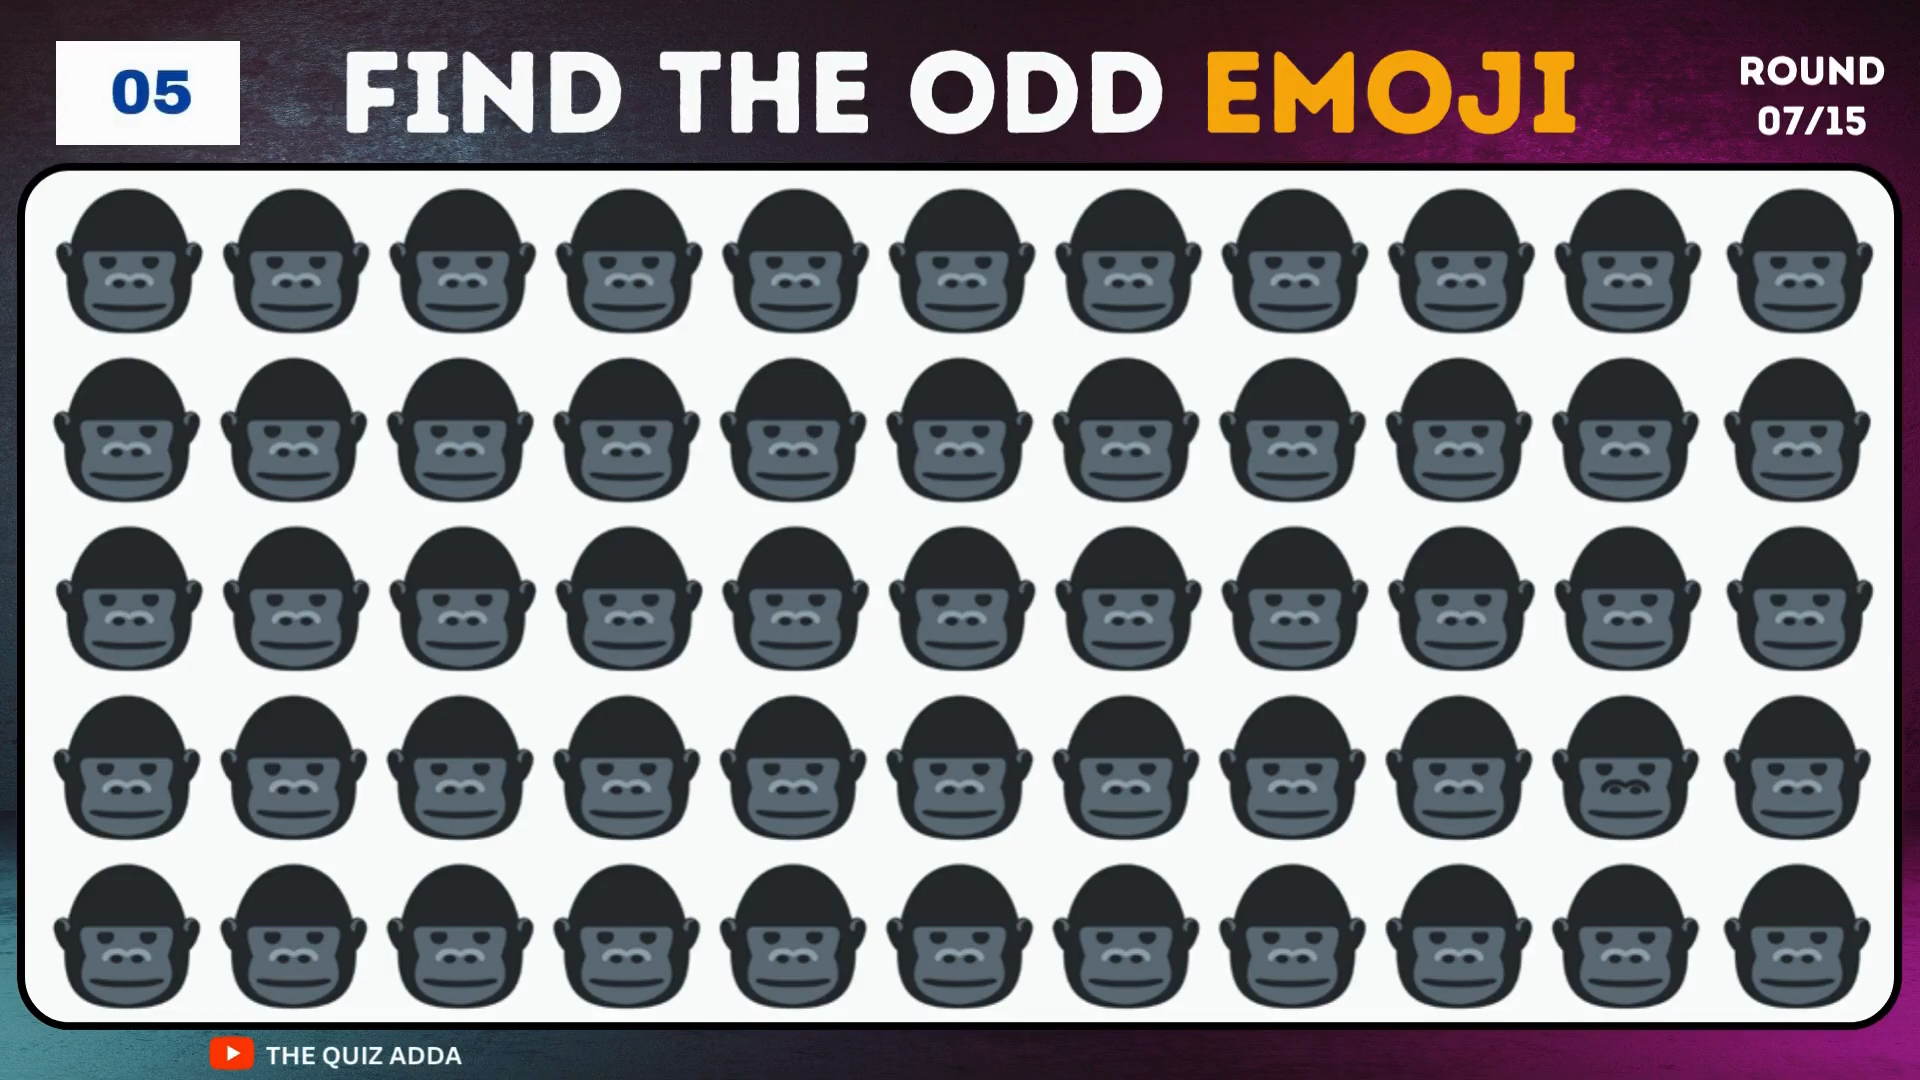 05
FIND THE ODD EMOJI
ROUND
07/15
THE QUIZ ADDA